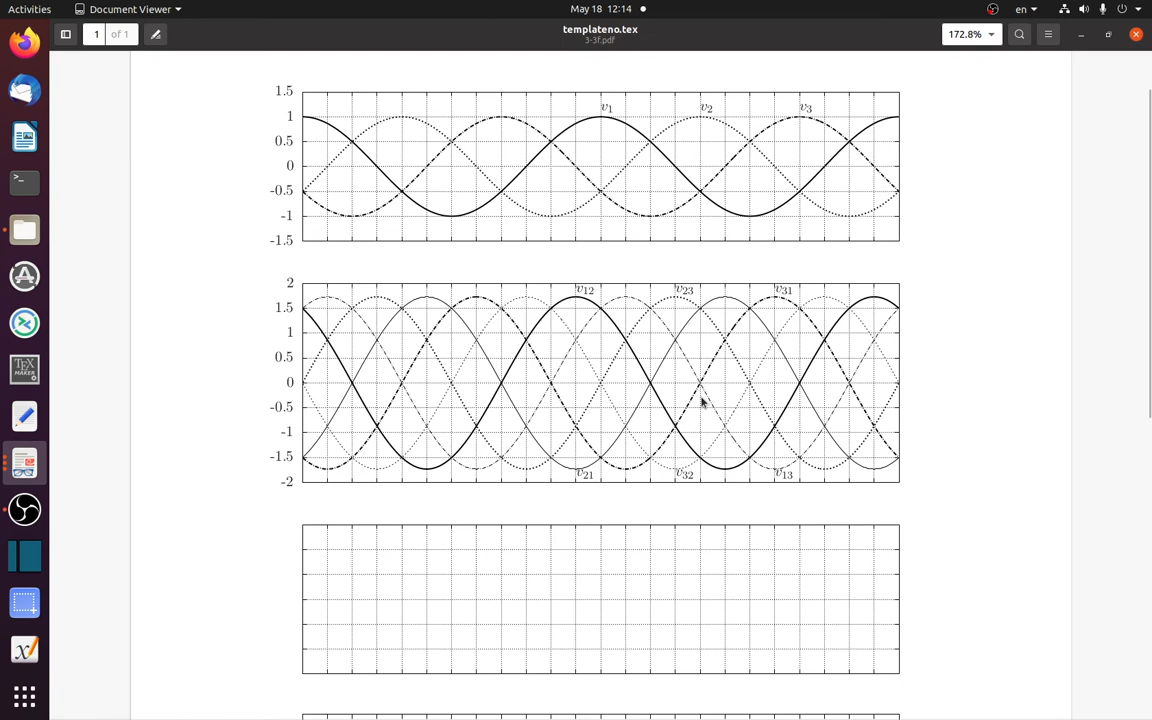 Activities Document Viewer May 18 12:14 en
1 of 1 templateno.tex 172.8%
3-3f.pdf
1.5
1
0.5
0
-0.5
-1
-1.5
v1 v2 v3
2
1.5
1
0.5
0
-0.5
-1
-1.5
-2
v12 v23 v31
v21 v32 v13
>_
TEX
MAKER
X